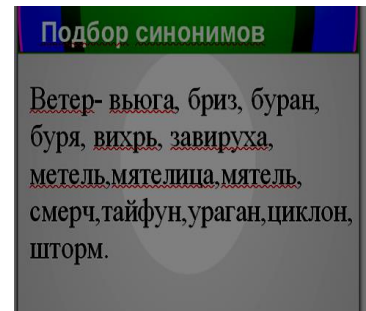 Подбор синонимов
Ветер- вьюга, бриз, буран,
буря, вихрь, завируха,
метель,мятелица,мятель,
смерч,тайфун,ураган,циклон,
шторм.